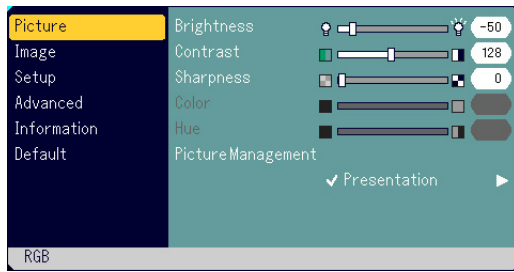 Picture
Image
Setup
Advanced
Information
Default
Brightness -50
Contrast 128
Sharpness 0
Color
Hue
Picture Management
✓ Presentation ▶
RGB